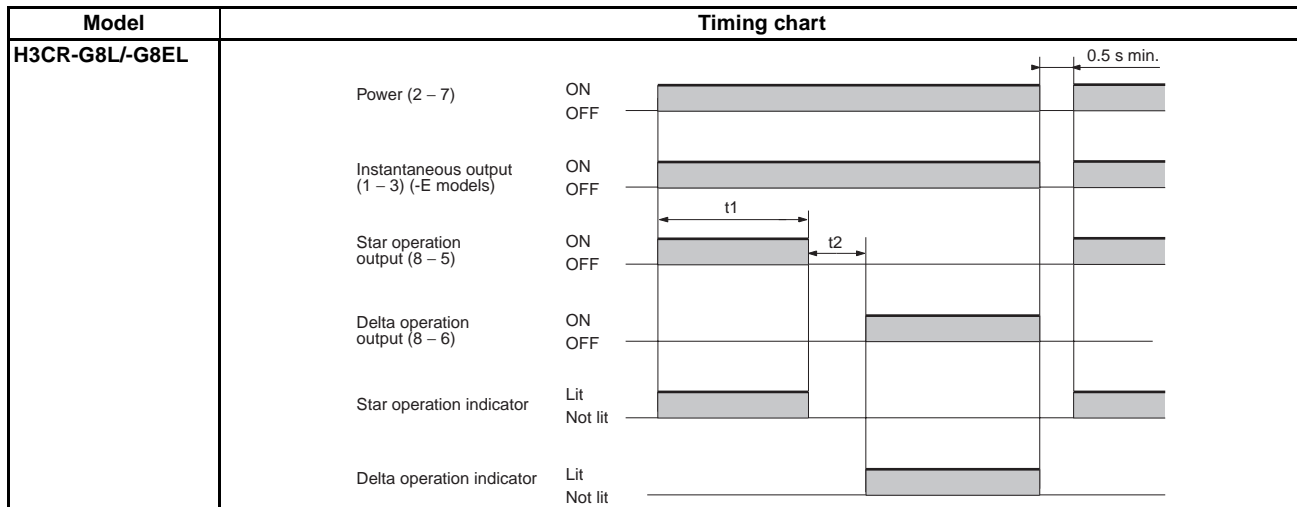 Model Timing chart
H3CR-G8L/-G8EL
0.5 s min.
Power (2 − 7) ON
OFF
Instantaneous output ON
(1 − 3) (-E models) OFF
t1
Star operation ON t2
output (8 − 5) OFF
Delta operation ON
output (8 − 6) OFF
Star operation indicator Lit
Not lit
Delta operation indicator Lit
Not lit